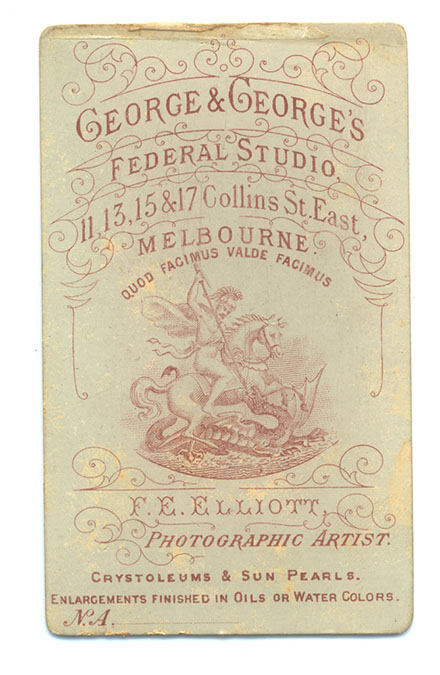 GEORGE & GEORGE'S
FEDERAL STUDIO,
11, 13, 15 & 17 Collins St. East,
MELBOURNE.
QUOD FACIMUS VALDE FACIMUS
F. E. ELLIOTT,
PHOTOGRAPHIC ARTIST.
CRYSTOLEUMS & SUN PEARLS.
ENLARGEMENTS FINISHED IN OILS OR WATER COLORS.
N.A.